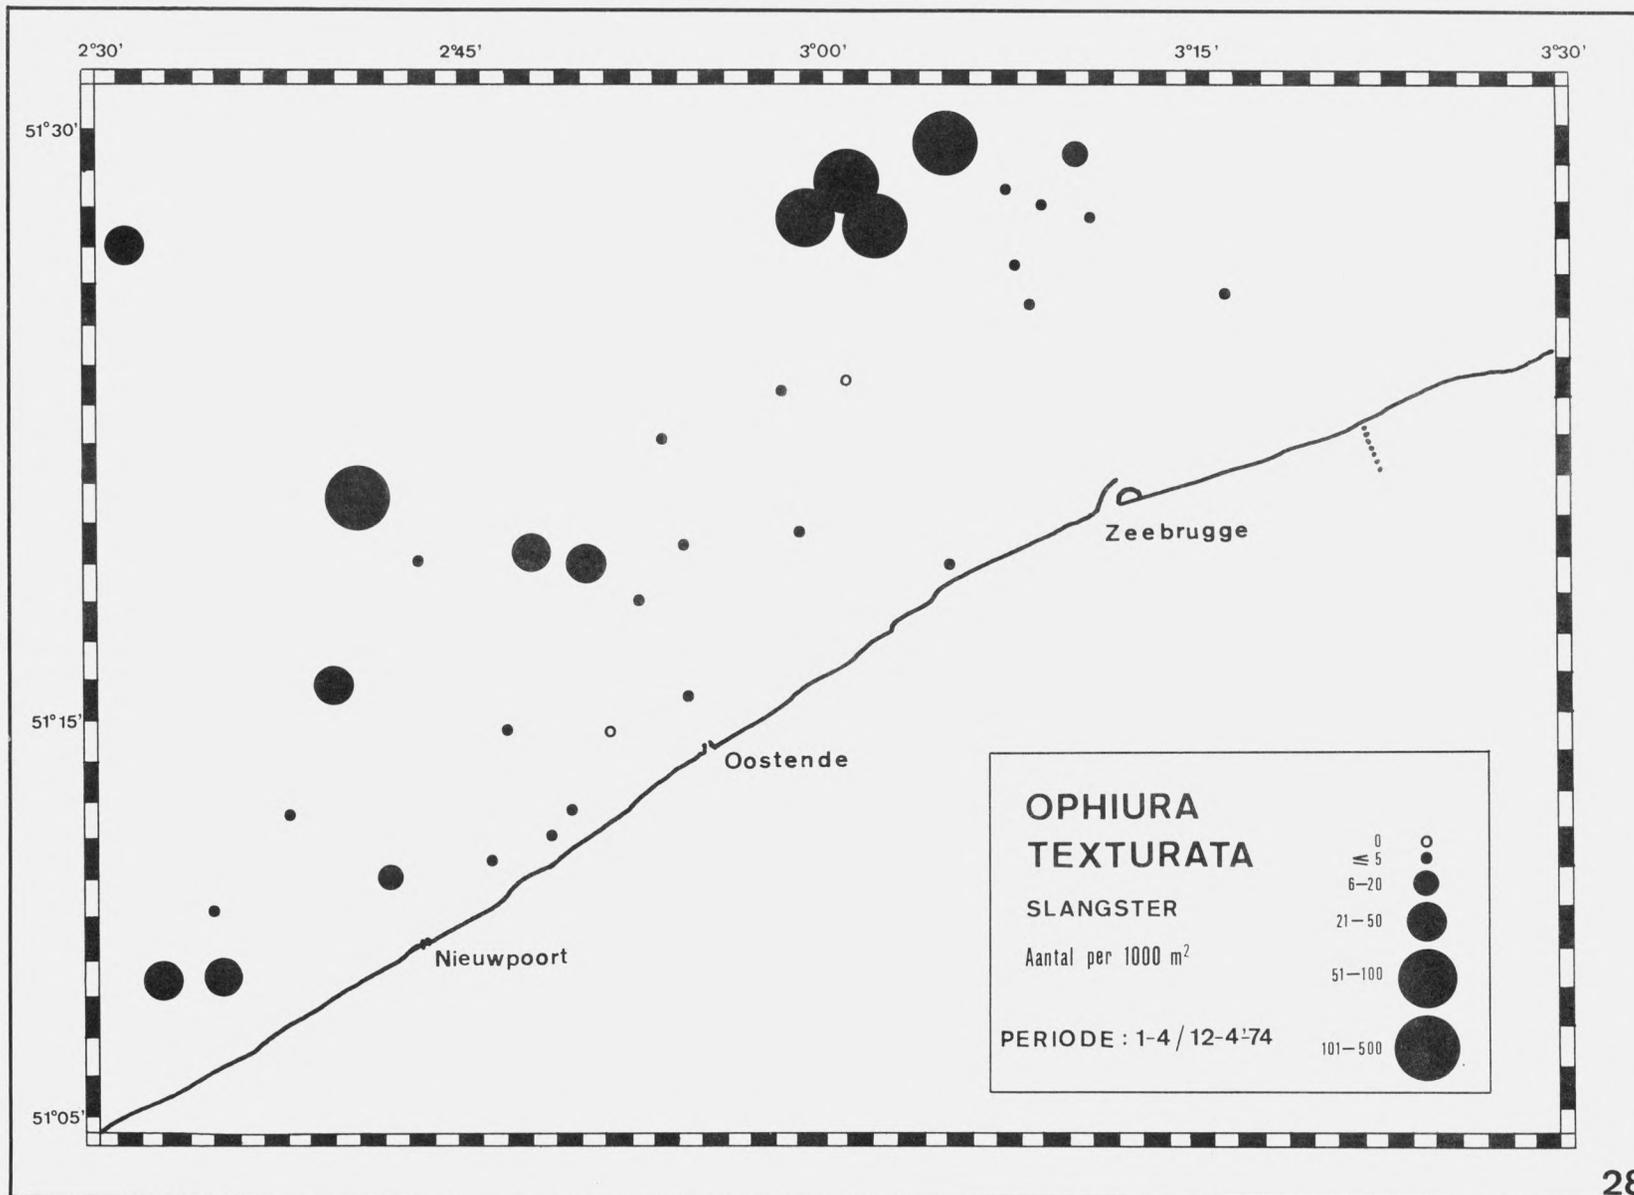 2°30' 2°45' 3°00' 3°15' 3°30'
51°30'
51°15'
51°05'
Zeebrugge
Oostende
Nieuwpoort
OPHIURA
TEXTURATA
SLANGSTER
Aantal per 1000 m²
PERIODE : 1-4 / 12-4-'74
0
≤ 5
6—20
21—50
51—100
101—500
28